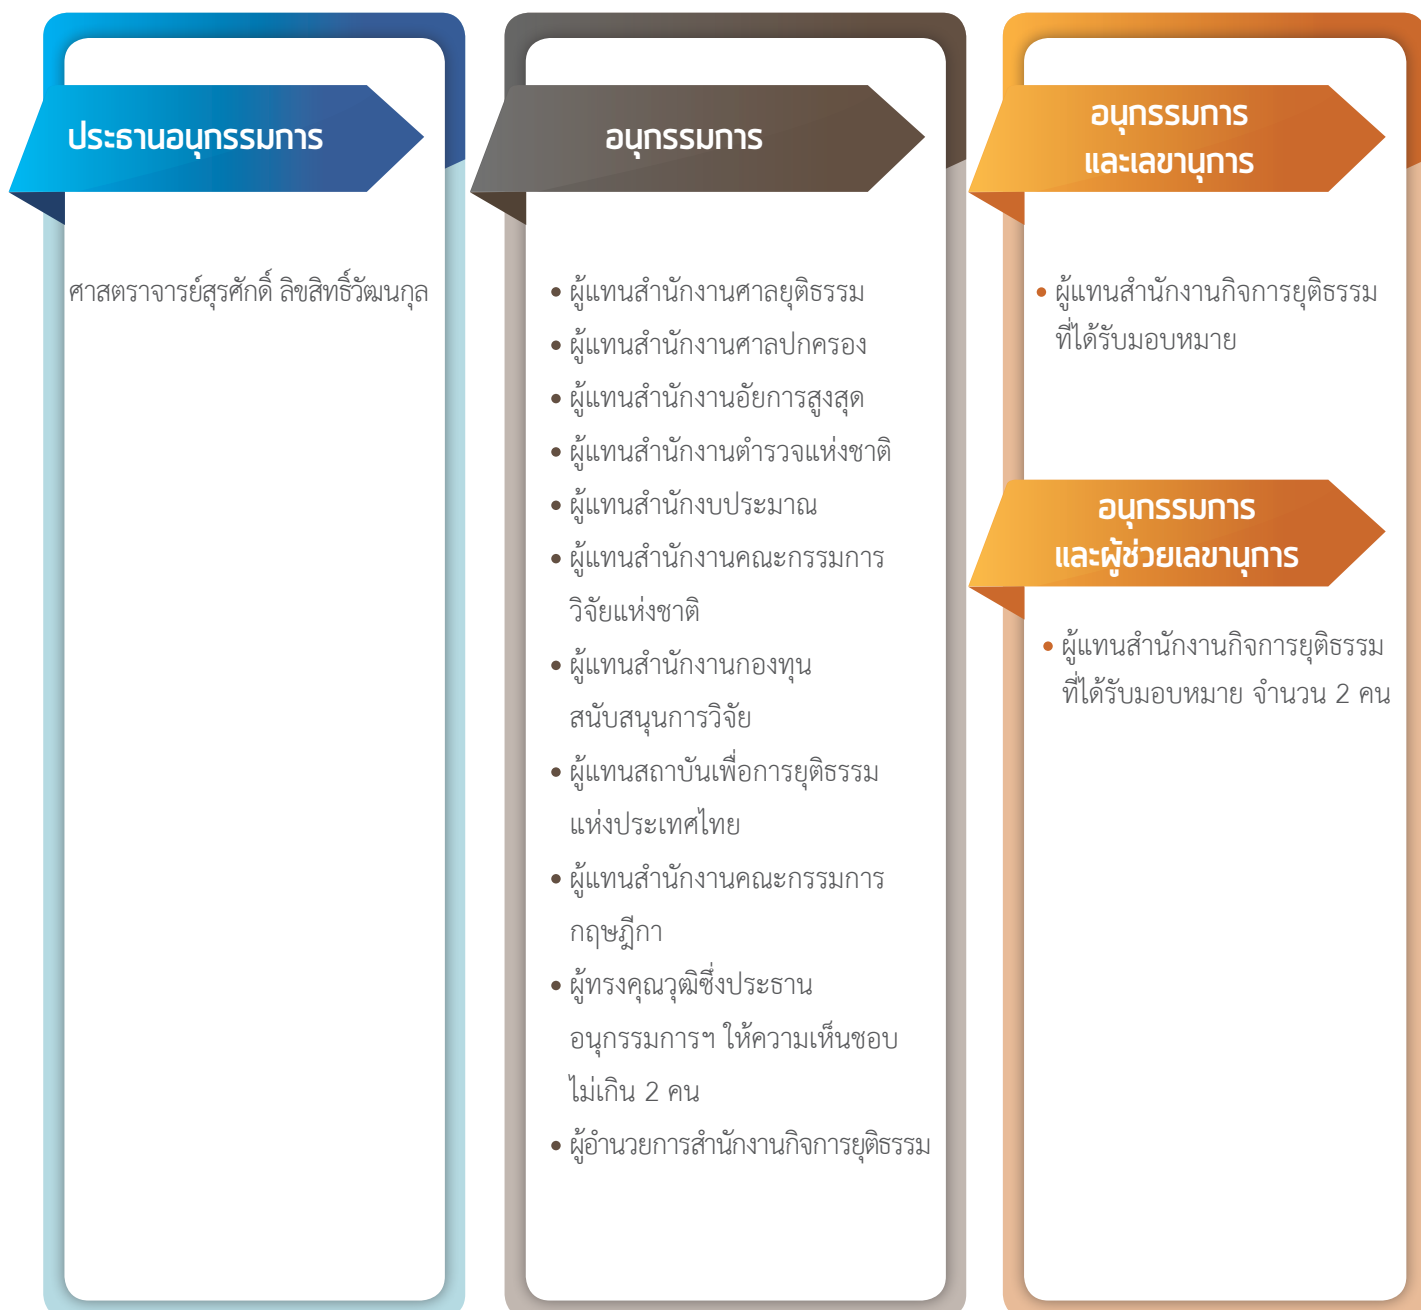 ประธานอนุกรรมการ
ศาสตราจารย์สุรศักดิ์ ลิขสิทธิ์วัฒนกุล
อนุกรรมการ
• ผู้แทนสำนักงานศาลยุติธรรม
• ผู้แทนสำนักงานศาลปกครอง
• ผู้แทนสำนักงานอัยการสูงสุด
• ผู้แทนสำนักงานตำรวจแห่งชาติ
• ผู้แทนสำนักงบประมาณ
• ผู้แทนสำนักงานคณะกรรมการ
วิจัยแห่งชาติ
• ผู้แทนสำนักงานกองทุน
สนับสนุนการวิจัย
• ผู้แทนสถาบันเพื่อการยุติธรรม
แห่งประเทศไทย
• ผู้แทนสำนักงานคณะกรรมการ
กฤษฎีกา
• ผู้ทรงคุณวุฒิซึ่งประธาน
อนุกรรมการฯ ให้ความเห็นชอบ
ไม่เกิน 2 คน
• ผู้อำนวยการสำนักงานกิจการยุติธรรม
อนุกรรมการ
และเลขานุการ
• ผู้แทนสำนักงานกิจการยุติธรรม
ที่ได้รับมอบหมาย
อนุกรรมการ
และผู้ช่วยเลขานุการ
• ผู้แทนสำนักงานกิจการยุติธรรม
ที่ได้รับมอบหมาย จำนวน 2 คน